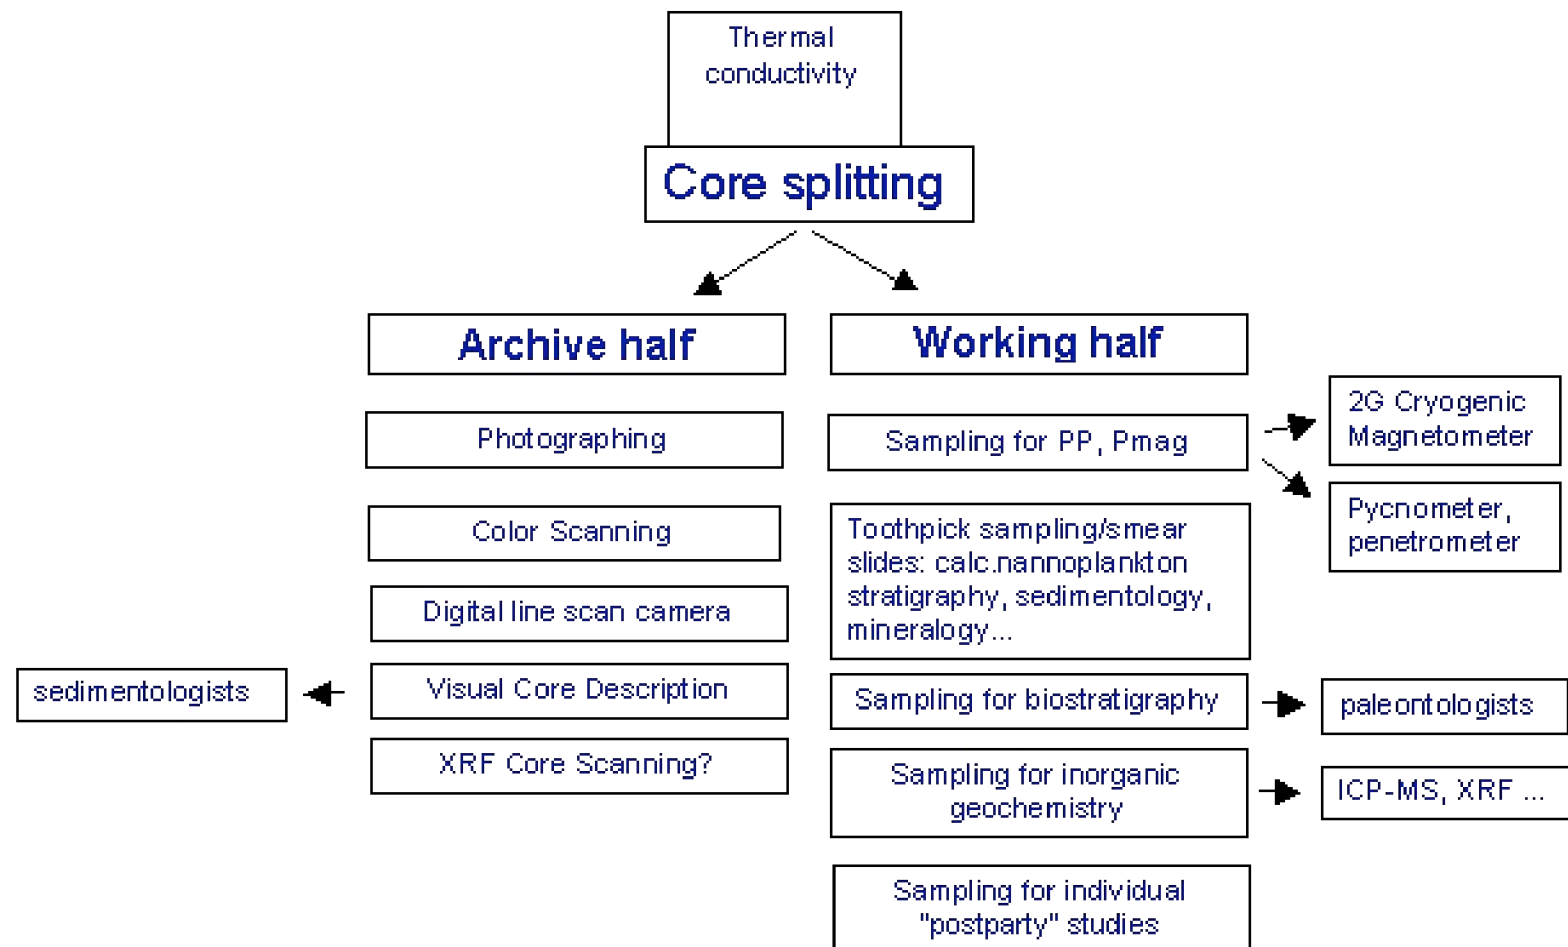 Thermal
conductivity
Core splitting
Archive half
Photographing
Color Scanning
Digital line scan camera
Visual Core Description
sedimentologists
XRF Core Scanning?
Working half
Sampling for PP, Pmag
2G Cryogenic
Magnetometer
Pycnometer,
penetrometer
Toothpick sampling/smear
slides: calc.nannoplankton
stratigraphy, sedimentology,
mineralogy...
Sampling for biostratigraphy
paleontologists
Sampling for inorganic
geochemistry
ICP-MS, XRF ...
Sampling for individual
"postparty" studies